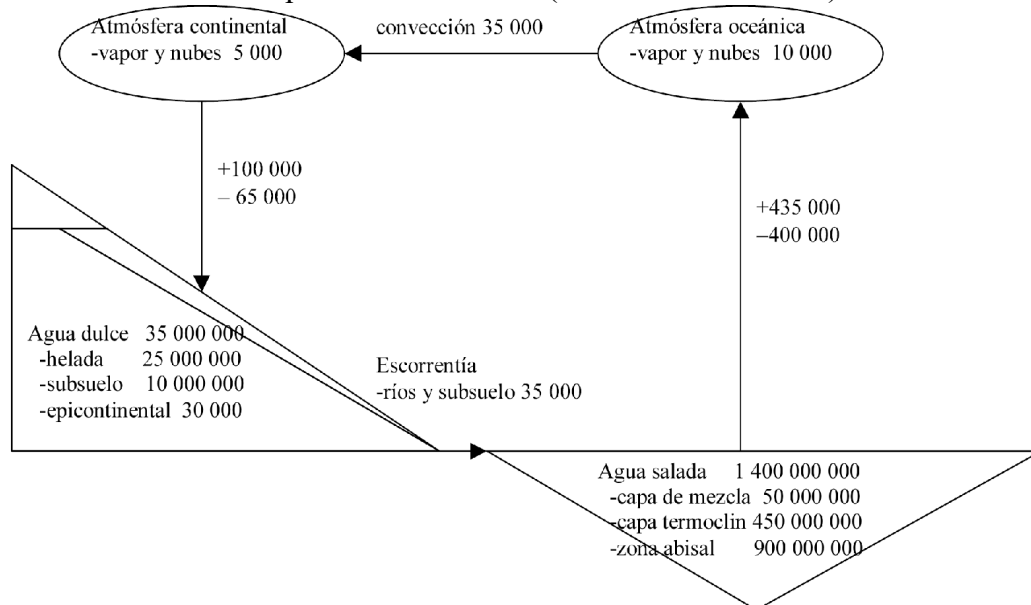 Atmósfera continental
-vapor y nubes 5 000
convección 35 000
Atmósfera oceánica
-vapor y nubes 10 000
+100 000
– 65 000
+435 000
–400 000
Agua dulce 35 000 000
-helada 25 000 000
-subsuelo 10 000 000
-epicontinental 30 000
Escorrentía
-ríos y subsuelo 35 000
Agua salada 1 400 000 000
-capa de mezcla 50 000 000
-capa termoclin 450 000 000
-zona abisal 900 000 000